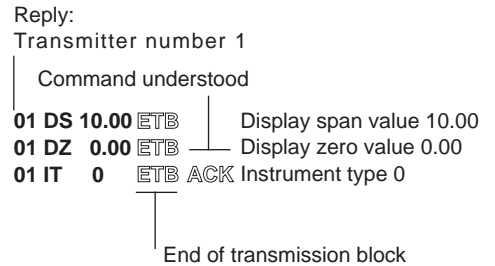 Reply:
Transmitter number 1
Command understood
01 DS 10.00 ETB Display span value 10.00
01 DZ 0.00 ETB Display zero value 0.00
01 IT 0 ETB ACK Instrument type 0
End of transmission block